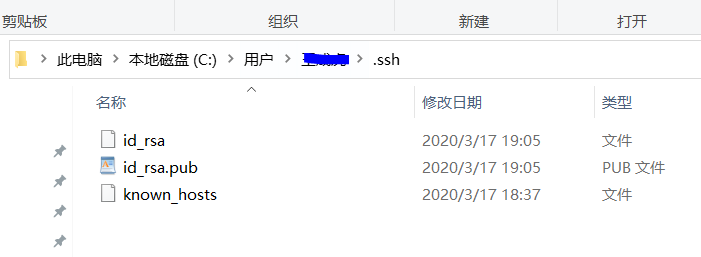 剪贴板 组织 新建 打开
此电脑 > 本地磁盘 (C:) > 用户 > > .ssh
名称 修改日期 类型
id_rsa 2020/3/17 19:05 文件
id_rsa.pub 2020/3/17 19:05 PUB 文件
known_hosts 2020/3/17 18:37 文件